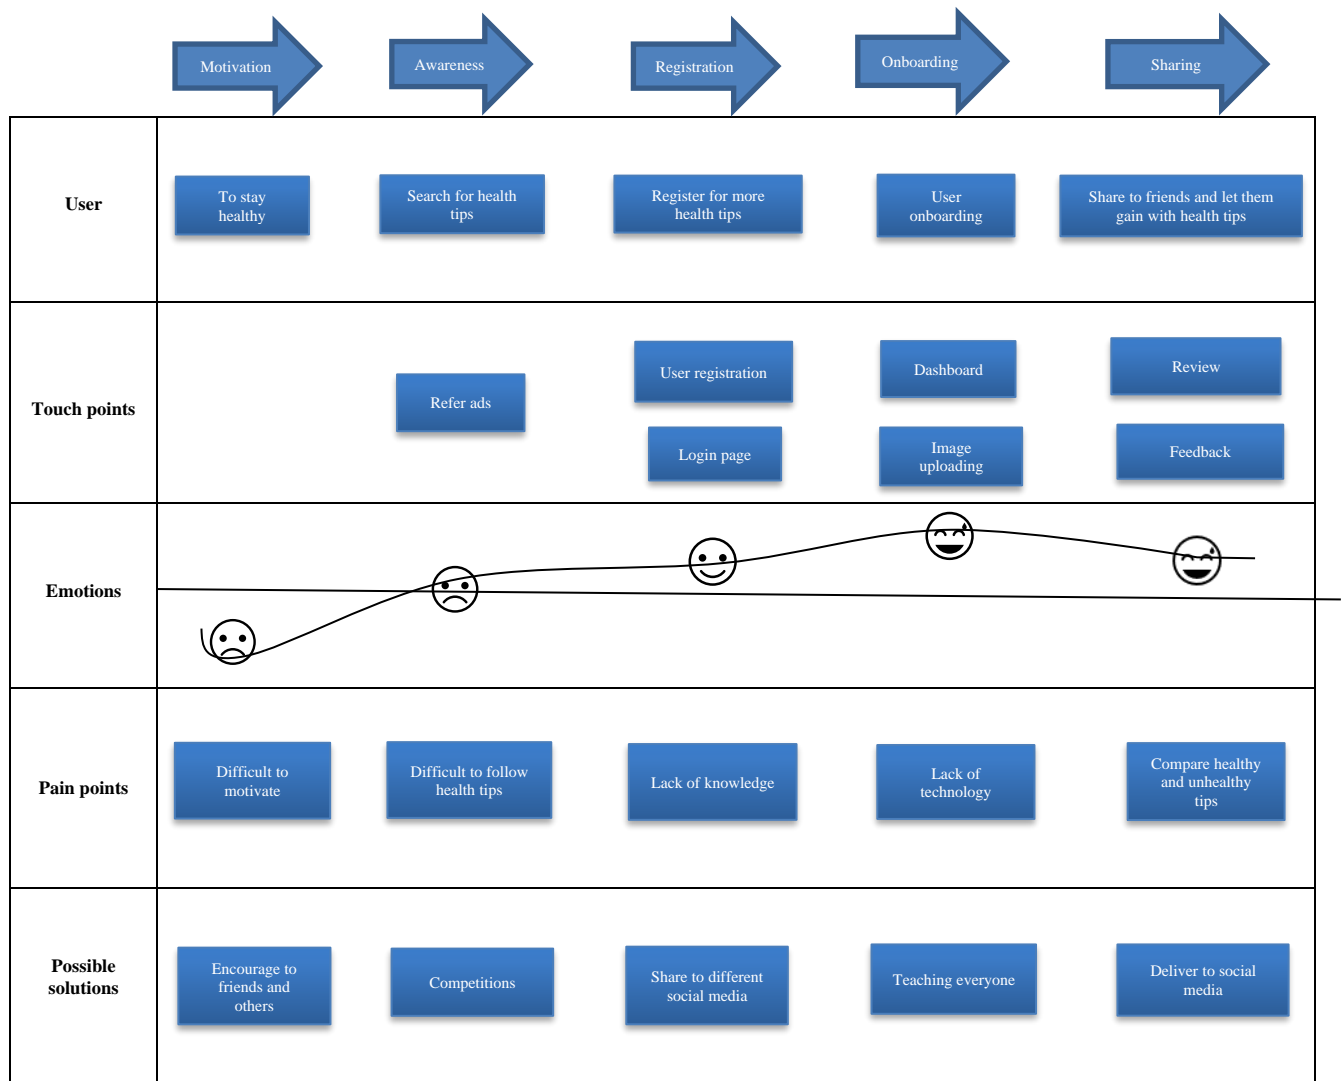 Motivation
Awareness
Registration
Onboarding
Sharing
User
To stay
healthy
Search for health
tips
Register for more
health tips
User
onboarding
Share to friends and let them
gain with health tips
Touch points
Refer ads
User registration
Login page
Dashboard
Image
uploading
Review
Feedback
Emotions
Pain points
Difficult to
motivate
Difficult to follow
health tips
Lack of knowledge
Lack of
technology
Compare healthy
and unhealthy
tips
Possible
solutions
Encourage to
friends and
others
Competitions
Share to different
social media
Teaching everyone
Deliver to social
media